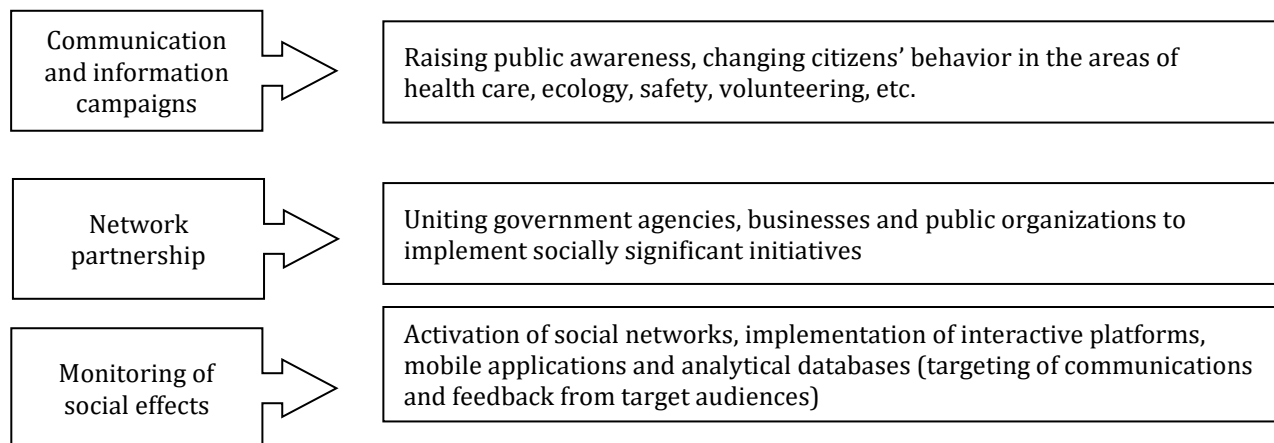 Communication
and information
campaigns
Raising public awareness, changing citizens’ behavior in the areas of
health care, ecology, safety, volunteering, etc.
Network
partnership
Uniting government agencies, businesses and public organizations to
implement socially significant initiatives
Monitoring of
social effects
Activation of social networks, implementation of interactive platforms,
mobile applications and analytical databases (targeting of communications
and feedback from target audiences)